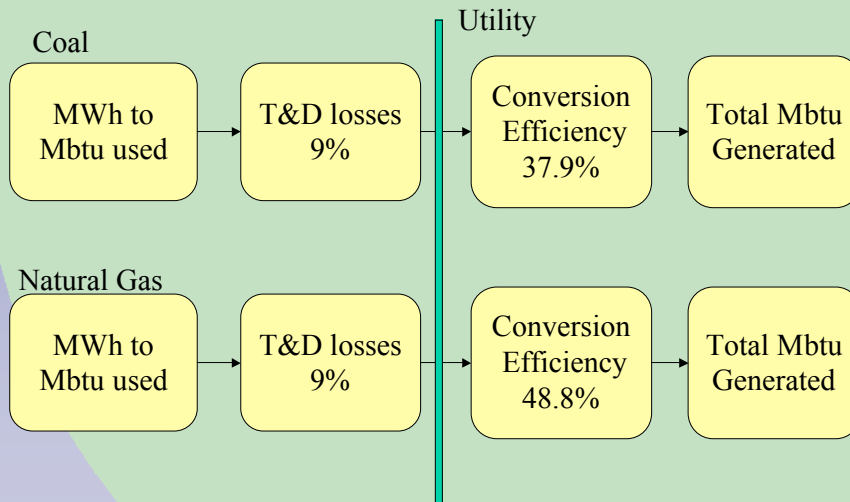 Utility
Coal
MWh to
Mbtu used
T&D losses
9%
Conversion
Efficiency
37.9%
Total Mbtu
Generated
Natural Gas
MWh to
Mbtu used
T&D losses
9%
Conversion
Efficiency
48.8%
Total Mbtu
Generated